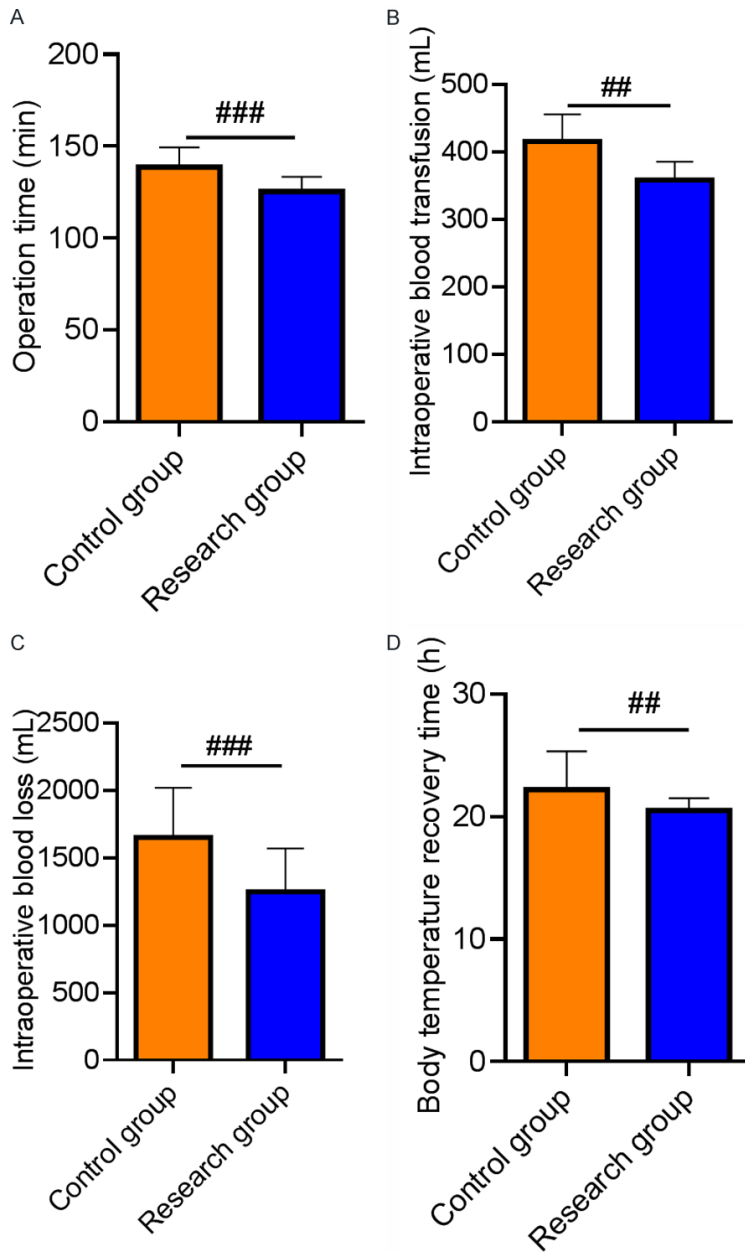 A
Operation time (min)
200
150
100
50
0
###
Control group
Research group
B
Intraoperative blood transfusion (mL)
500
400
300
200
100
0
##
Control group
Research group
C
Intraoperative blood loss (mL)
2500
2000
1500
1000
500
0
###
Control group
Research group
D
Body temperature recovery time (h)
30
20
10
0
##
Control group
Research group